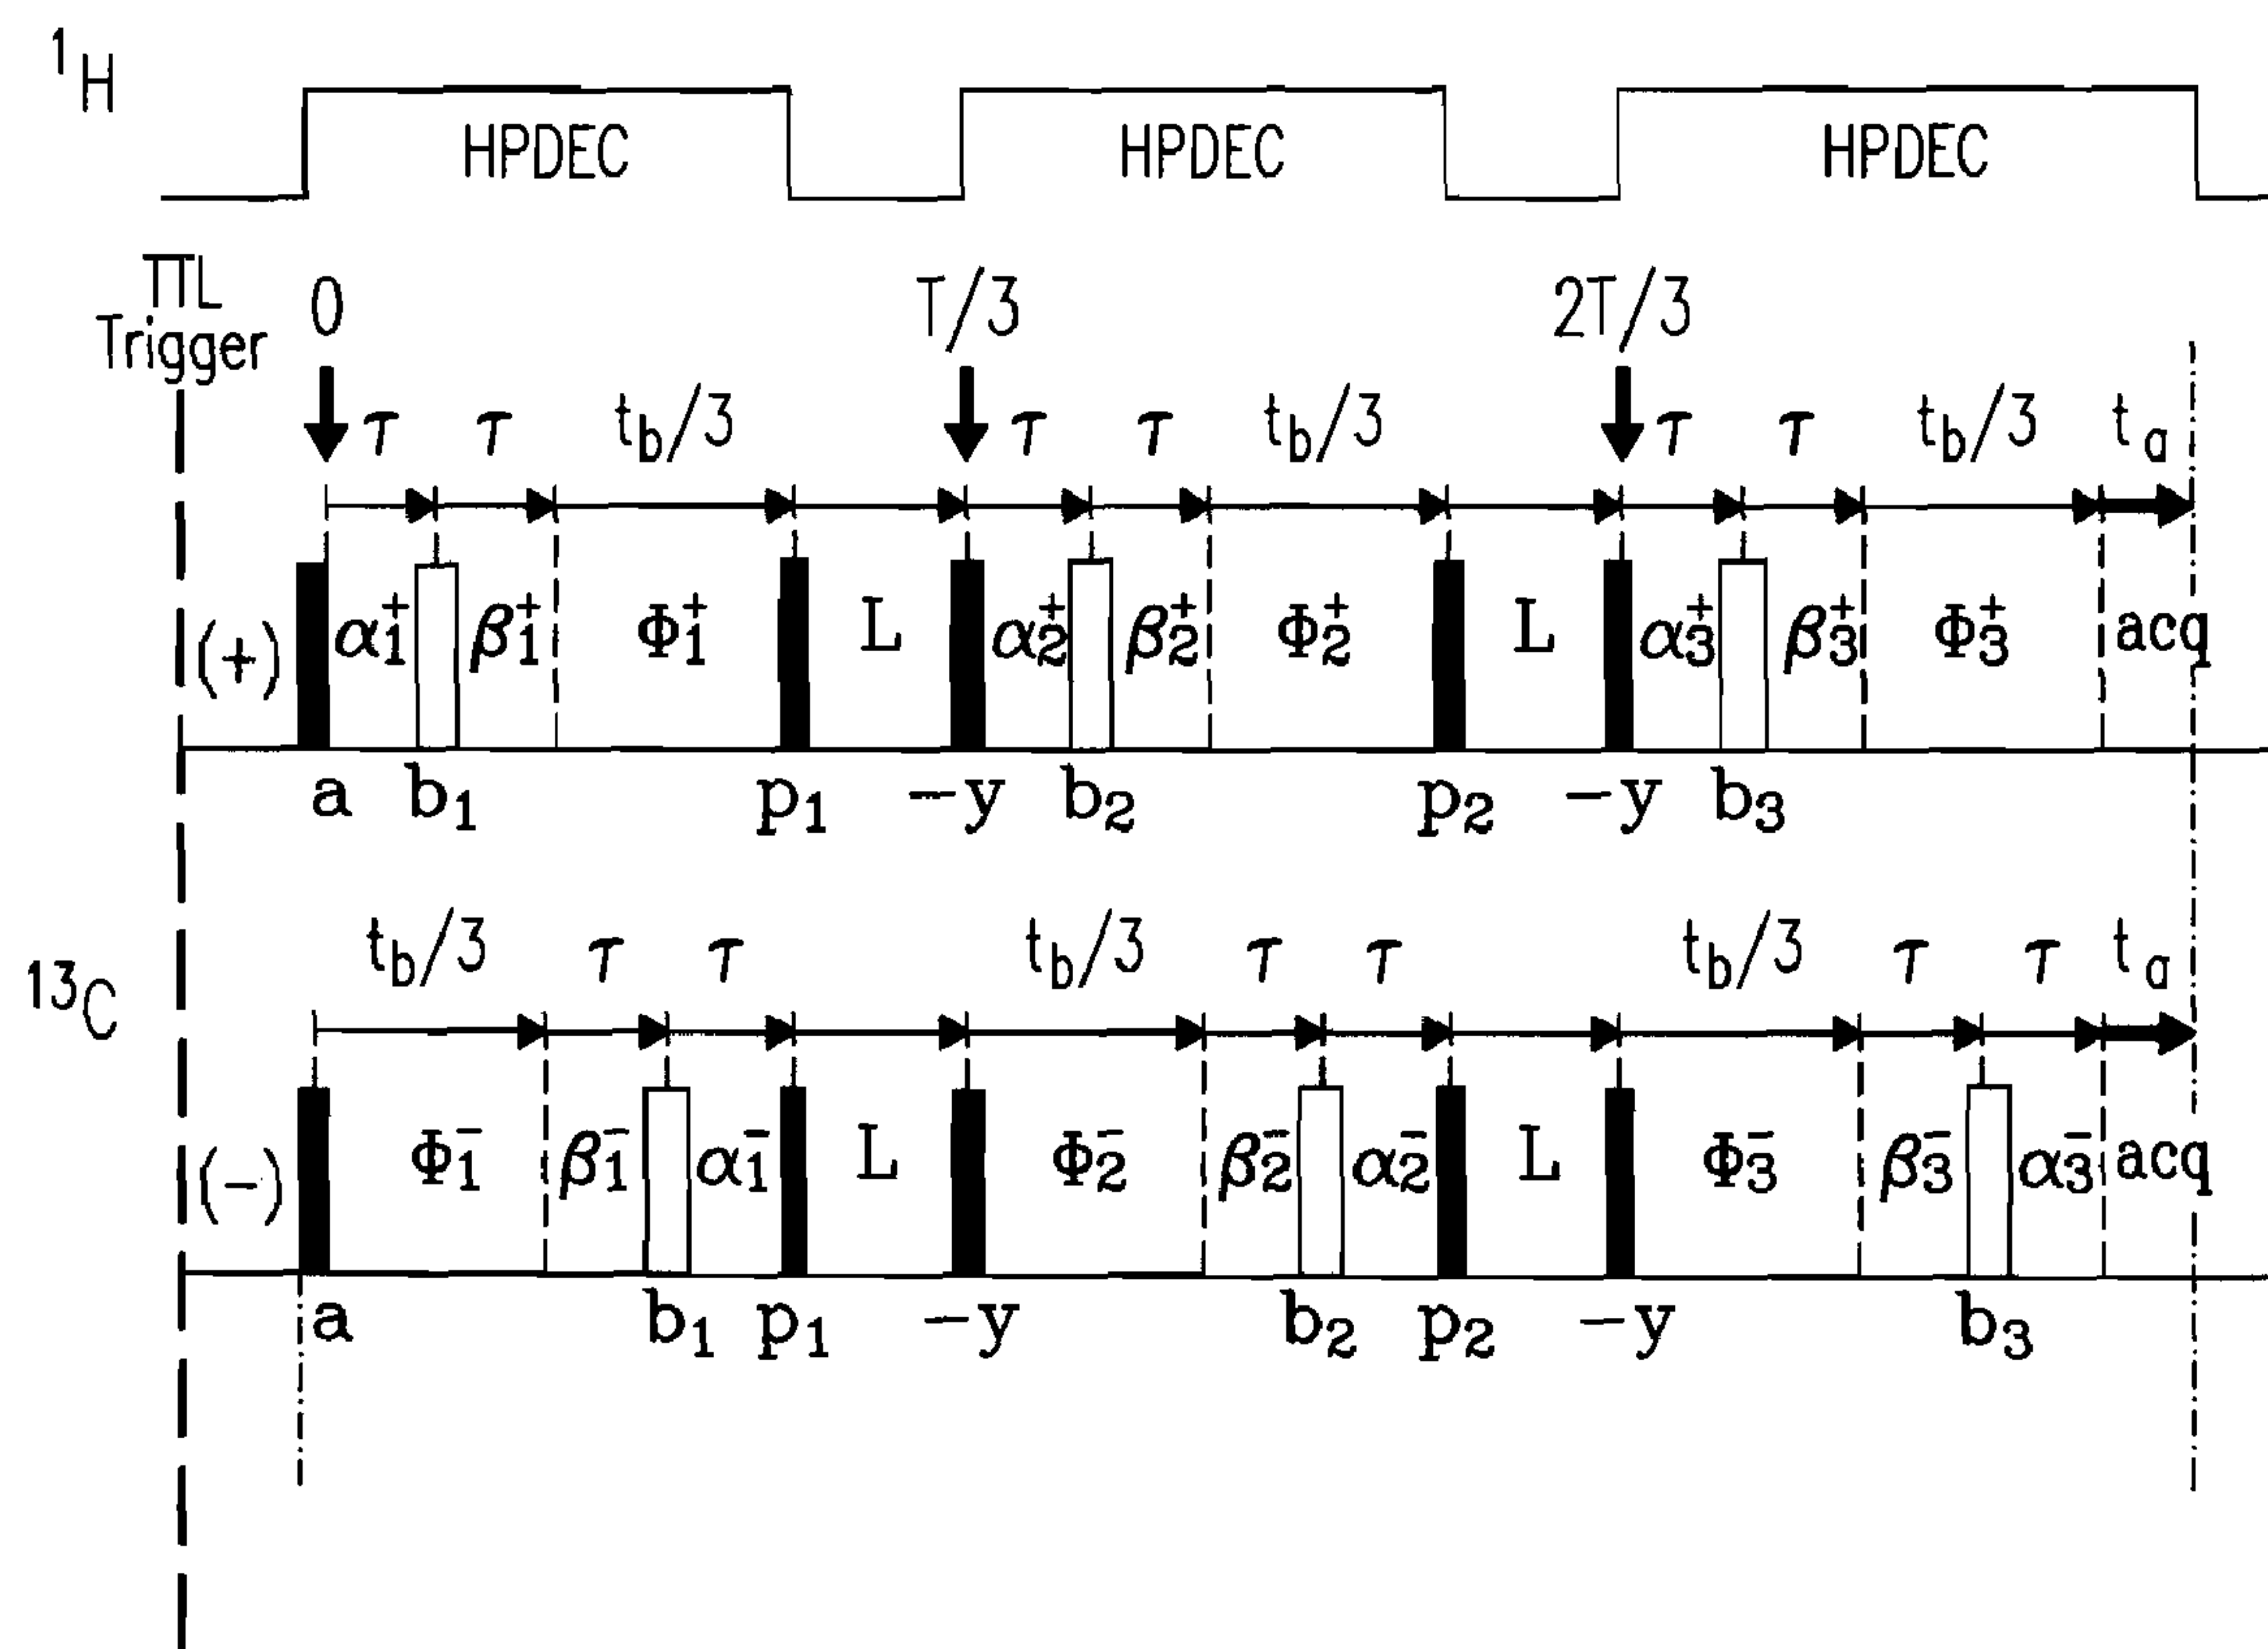 ¹H
HPDEC HPDEC HPDEC
TTL
Trigger
0 T/3 2T/3
τ τ t_b/3 τ τ t_b/3 τ τ t_b/3 t_a
(+) α₁⁺ β₁⁺ Φ₁⁺ L α₂⁺ β₂⁺ Φ₂⁺ L α₃⁺ β₃⁺ Φ₃⁺ acq
a b₁ p₁ −y b₂ p₂ −y b₃
¹³C
t_b/3 τ τ t_b/3 τ τ t_b/3 τ τ t_a
(−) Φ₁⁻ β₁⁻ α₁⁻ L Φ₂⁻ β₂⁻ α₂⁻ L Φ₃⁻ β₃⁻ α₃⁻ acq
a b₁ p₁ −y b₂ p₂ −y b₃